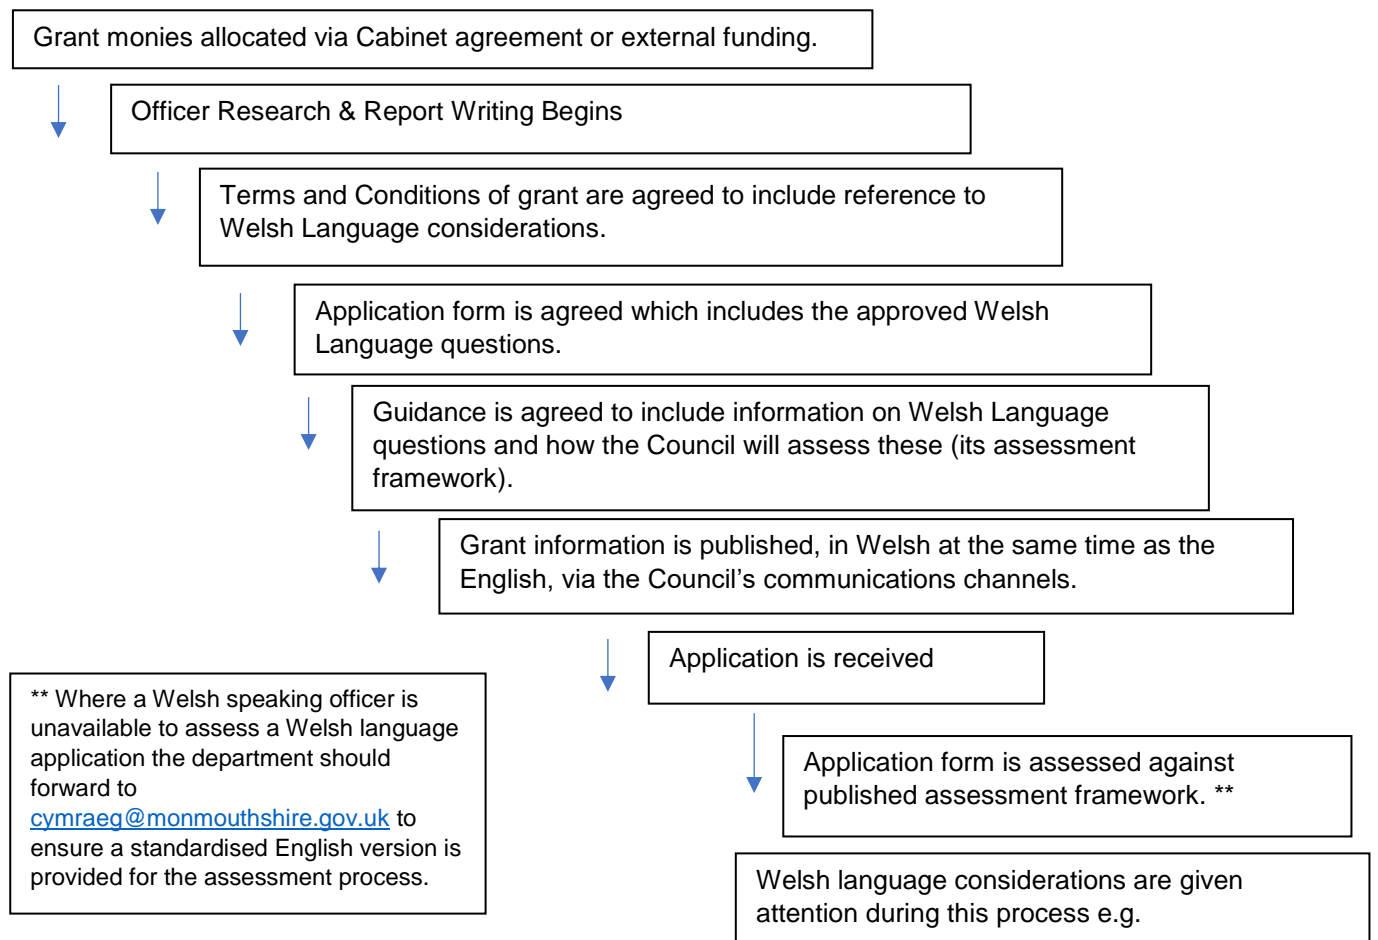 Grant monies allocated via Cabinet agreement or external funding.
Officer Research & Report Writing Begins
Terms and Conditions of grant are agreed to include reference to
Welsh Language considerations.
Application form is agreed which includes the approved Welsh
Language questions.
Guidance is agreed to include information on Welsh Language
questions and how the Council will assess these (its assessment
framework).
Grant information is published, in Welsh at the same time as the
English, via the Council’s communications channels.
Application is received
** Where a Welsh speaking officer is
unavailable to assess a Welsh language
application the department should
forward to
cymraeg@monmouthshire.gov.uk to
ensure a standardised English version is
provided for the assessment process.
Application form is assessed against
published assessment framework. **
Welsh language considerations are given
attention during this process e.g.